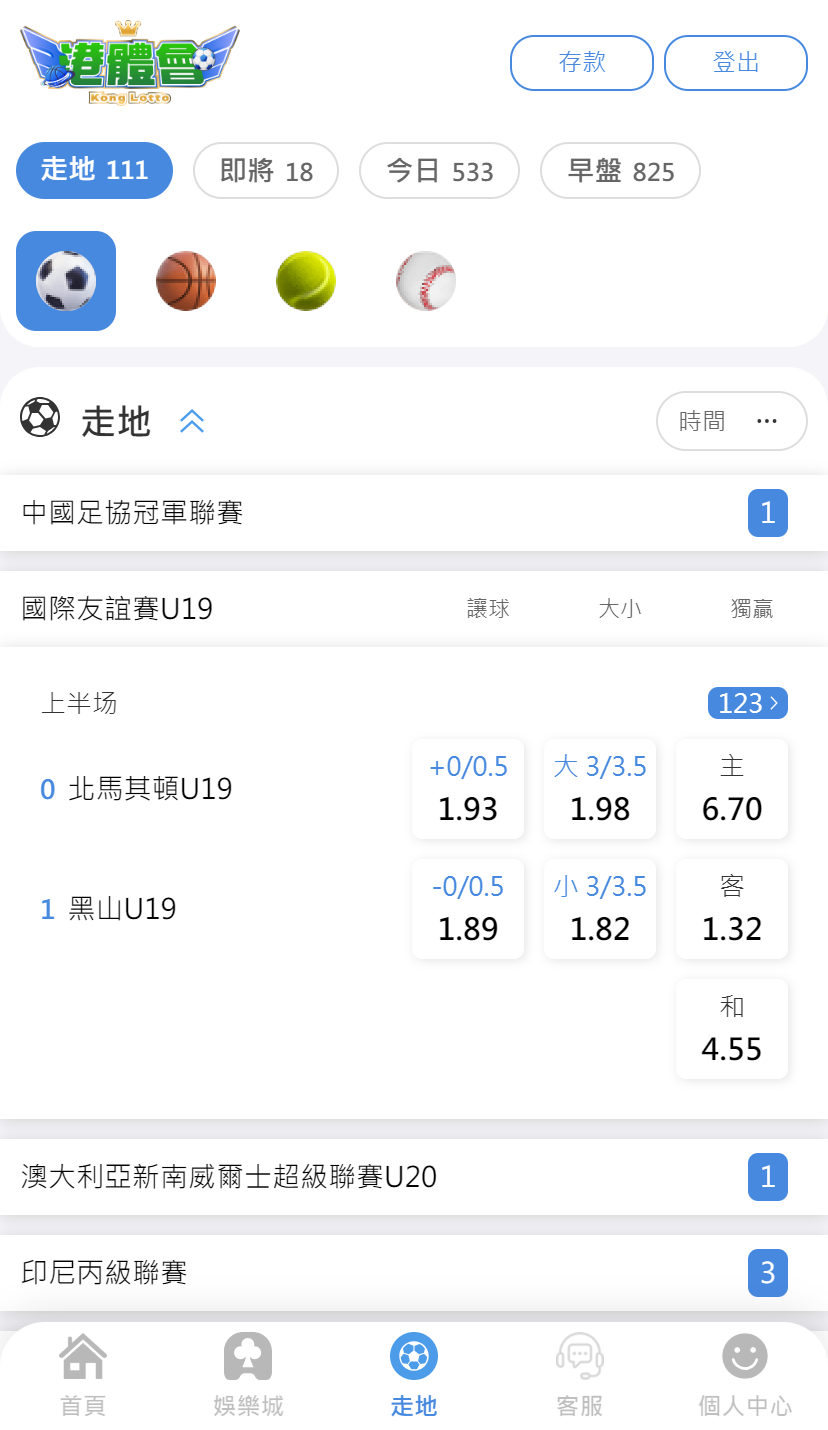 港體會
Kong Lotto
存款
登出
走地 111
即將 18
今日 533
早盤 825
走地
時間 ···
中國足協冠軍聯賽 1
國際友誼賽U19 讓球 大小 獨贏
上半场 123
0 北馬其頓U19
+0/0.5 大 3/3.5 主
1.93 1.98 6.70
1 黑山U19
-0/0.5 小 3/3.5 客
1.89 1.82 1.32
和
4.55
澳大利亞新南威爾士超級聯賽U20 1
印尼丙級聯賽 3
首頁 娛樂城 走地 客服 個人中心